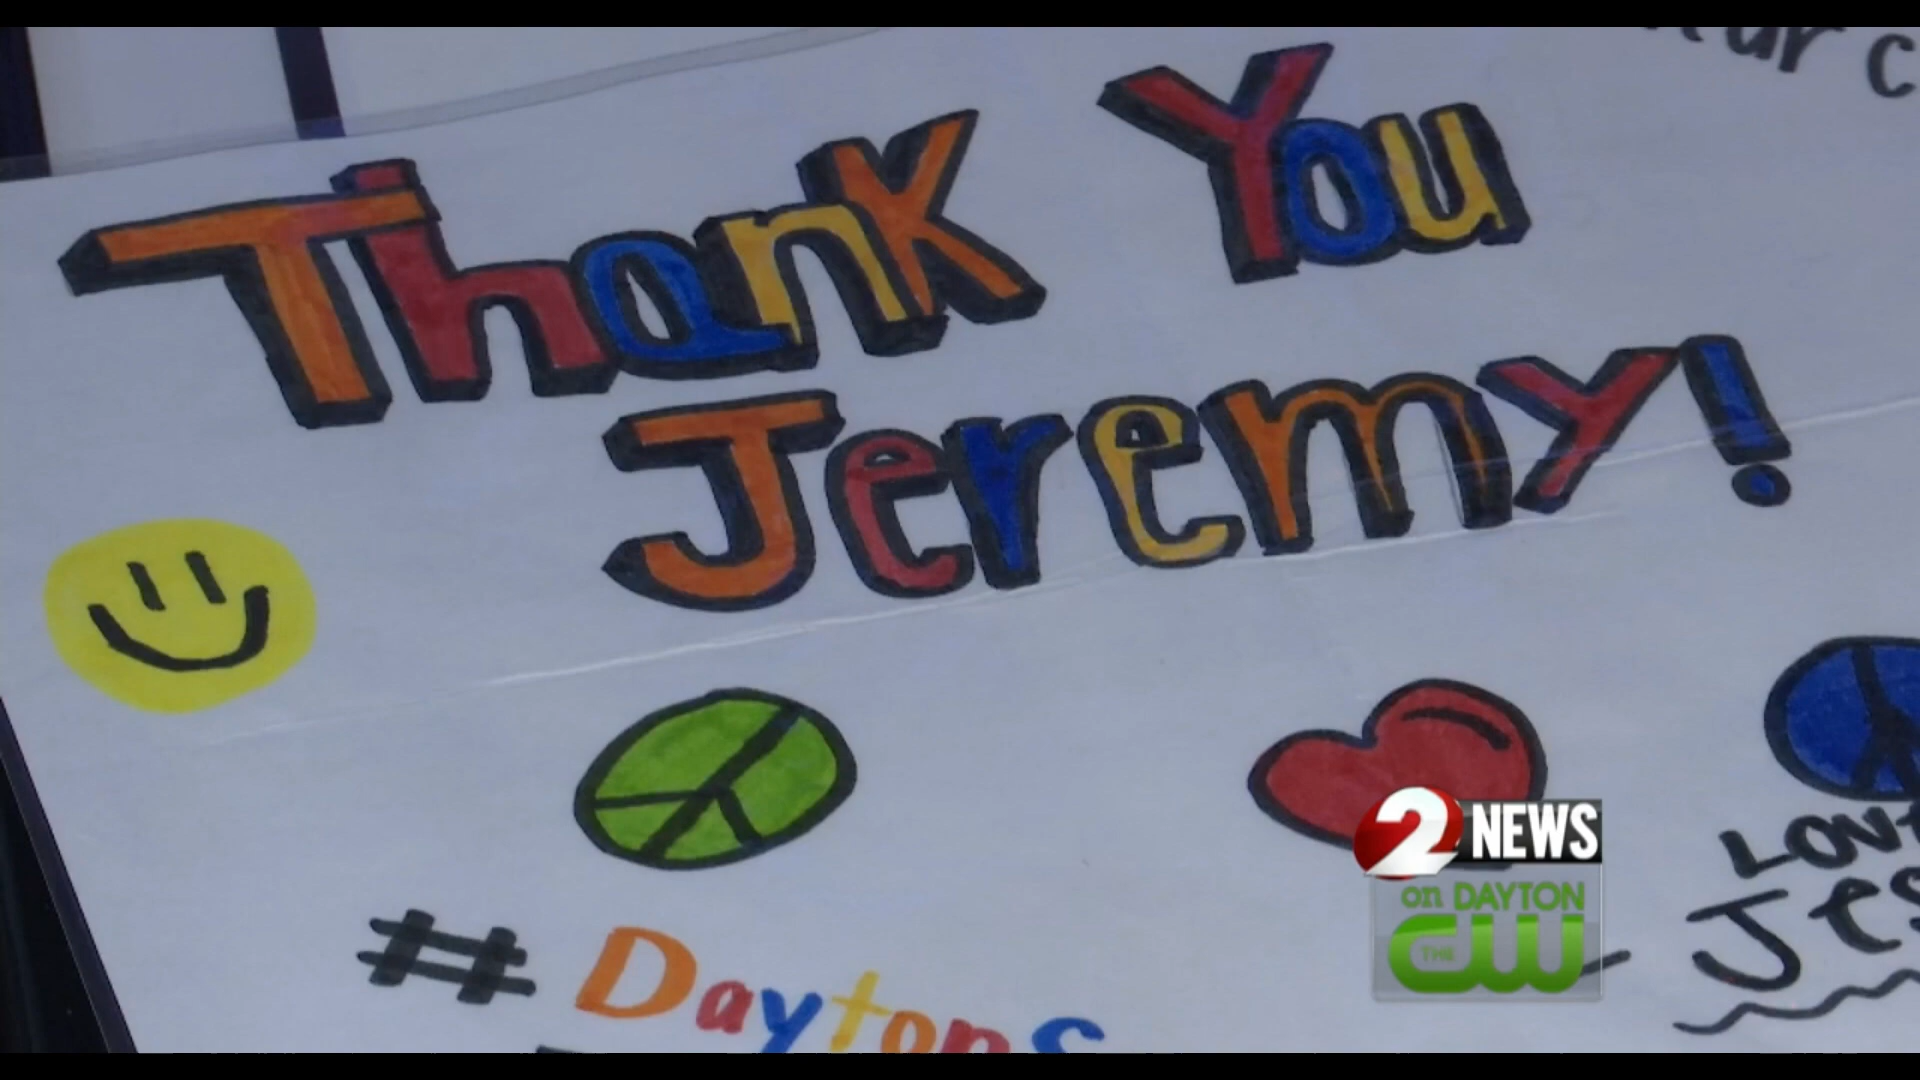 Thank You
Jeremy!
#Daytons
2 NEWS
on DAYTON
THE CW